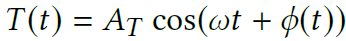 T(t) = A_T cos(ωt + ϕ(t))